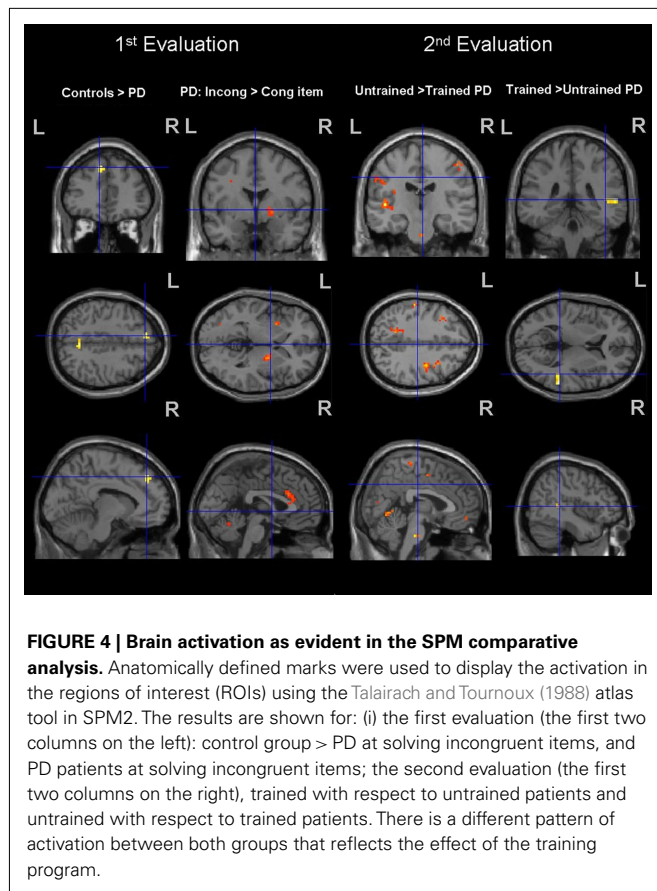 1st Evaluation 2nd Evaluation
Controls > PD PD: Incong > Cong item Untrained >Trained PD Trained >Untrained PD
L R L R L R L R
L L L L
R R R R
FIGURE 4 | Brain activation as evident in the SPM comparative
analysis. Anatomically defined marks were used to display the activation in
the regions of interest (ROIs) using the Talairach and Tournoux (1988) atlas
tool in SPM2. The results are shown for: (i) the first evaluation (the first two
columns on the left): control group > PD at solving incongruent items, and
PD patients at solving incongruent items; the second evaluation (the first
two columns on the right), trained with respect to untrained patients and
untrained with respect to trained patients. There is a different pattern of
activation between both groups that reflects the effect of the training
program.